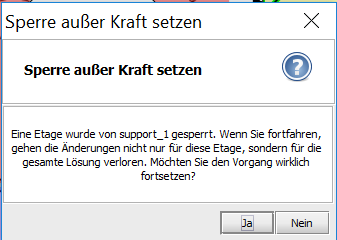 Sperre außer Kraft setzen
Sperre außer Kraft setzen
?
Eine Etage wurde von support_1 gesperrt. Wenn Sie fortfahren,
gehen die Änderungen nicht nur für diese Etage, sondern für die
gesamte Lösung verloren. Möchten Sie den Vorgang wirklich
fortsetzen?
Ja
Nein